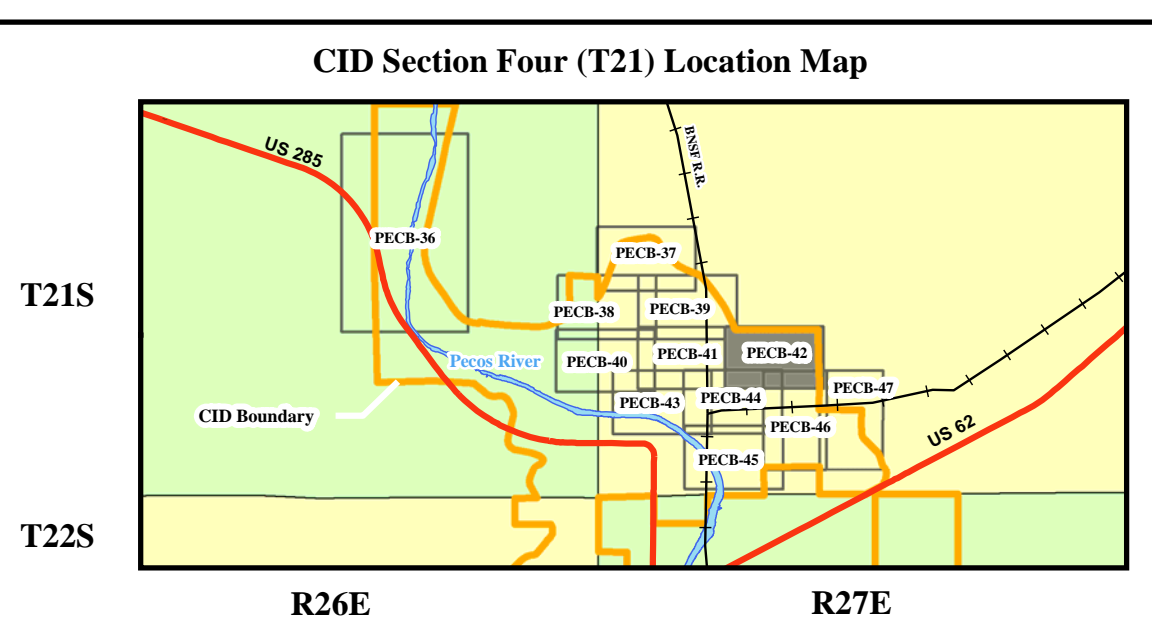 CID Section Four (T21) Location Map
US 285
BNSF R.R.
PECB-36
PECB-37
T21S
PECB-38
PECB-39
PECB-40
PECB-41
PECB-42
Pecos River
PECB-47
PECB-44
PECB-43
CID Boundary
PECB-46
US 62
PECB-45
T22S
R26E
R27E